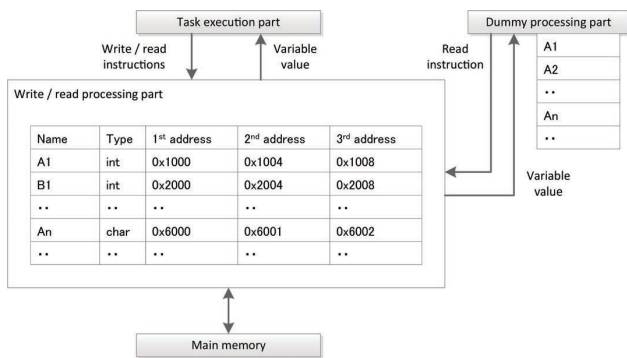 Task execution part
Dummy processing part
Write / read
instructions
Variable
value
Read
instruction
A1
A2
..
An
..
Variable
value
Write / read processing part
Name Type 1st address 2nd address 3rd address
A1 int 0x1000 0x1004 0x1008
B1 int 0x2000 0x2004 0x2008
.. .. .. .. ..
An char 0x6000 0x6001 0x6002
.. .. .. .. ..
Main memory